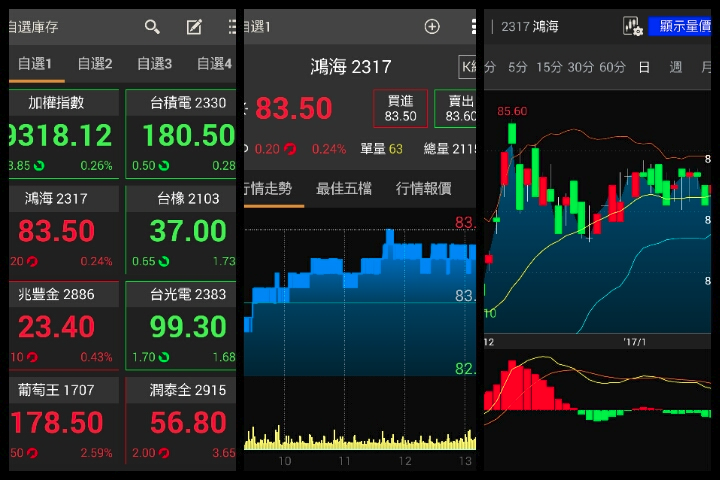 自選庫存
自選1 自選2 自選3 自選4
加權指數
9318.12
3.85 0.26%
台積電 2330
180.50
0.50 0.28
鴻海 2317
83.50
20 0.24%
台橡 2103
37.00
0.65 1.73
兆豐金 2886
23.40
10 0.43%
台光電 2383
99.30
1.70 1.68
葡萄王 1707
178.50
50 2.59%
潤泰全 2915
56.80
2.00 3.65
自選1
鴻海 2317
83.50
買進
83.50
賣出
83.60
0.20 0.24% 單量 63 總量 211
行情走勢 最佳五檔 行情報價
83.
83.
82.
10 11 12 13
2317 鴻海
顯示量價
分 5分 15分 30分 60分 日 週 月
85.60
8
8
8
10
12 '17/1